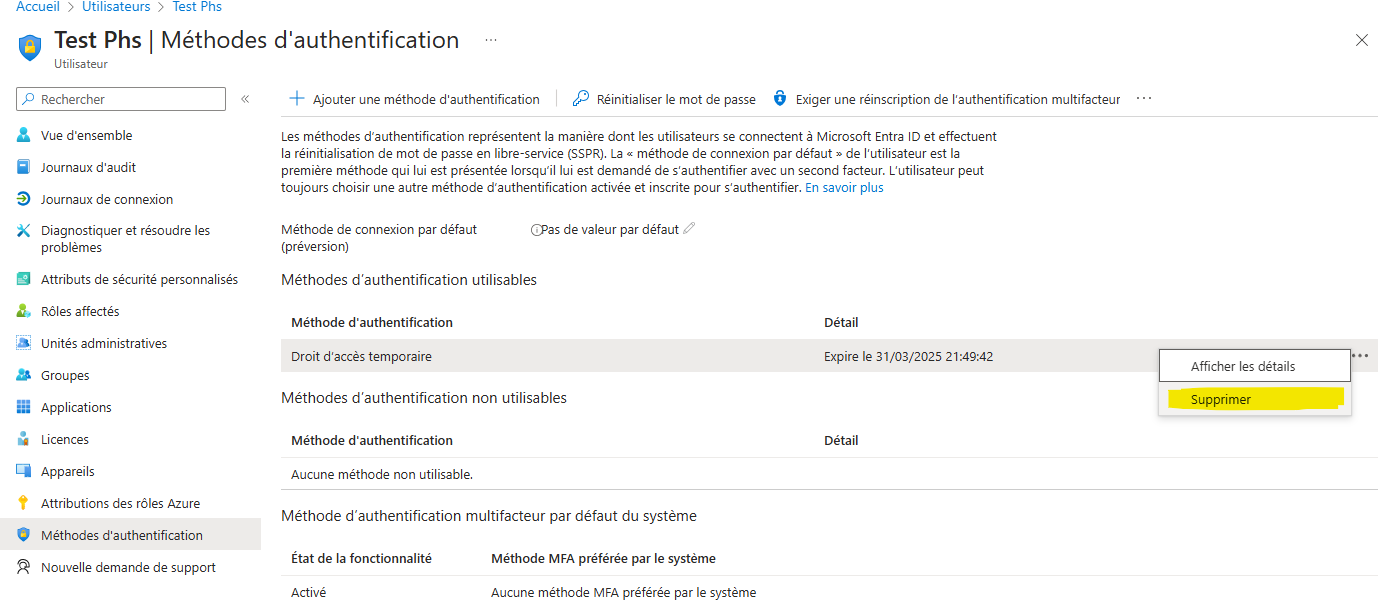 Accueil > Utilisateurs > Test Phs
Test Phs | Méthodes d'authentification ...
Utilisateur
Rechercher «
Vue d'ensemble
Journaux d'audit
Journaux de connexion
Diagnostiquer et résoudre les
problèmes
Attributs de sécurité personnalisés
Rôles affectés
Unités administratives
Groupes
Applications
Licences
Appareils
Attributions des rôles Azure
Méthodes d'authentification
Nouvelle demande de support
+ Ajouter une méthode d'authentification | Réinitialiser le mot de passe Exiger une réinscription de l'authentification multifacteur ...
Les méthodes d’authentification représentent la manière dont les utilisateurs se connectent à Microsoft Entra ID et effectuent
la réinitialisation de mot de passe en libre-service (SSPR). La « méthode de connexion par défaut » de l’utilisateur est la
première méthode qui lui est présentée lorsqu’il lui est demandé de s’authentifier avec un second facteur. L’utilisateur peut
toujours choisir une autre méthode d’authentification activée et inscrite pour s’authentifier. En savoir plus
Méthode de connexion par défaut
(préversion)
Pas de valeur par défaut
Méthodes d’authentification utilisables
Méthode d'authentification Détail
Droit d’accès temporaire Expire le 31/03/2025 21:49:42 ...
Afficher les détails
Supprimer
Méthodes d’authentification non utilisables
Méthode d'authentification Détail
Aucune méthode non utilisable.
Méthode d’authentification multifacteur par défaut du système
État de la fonctionnalité Méthode MFA préférée par le système
Activé Aucune méthode MFA préférée par le système